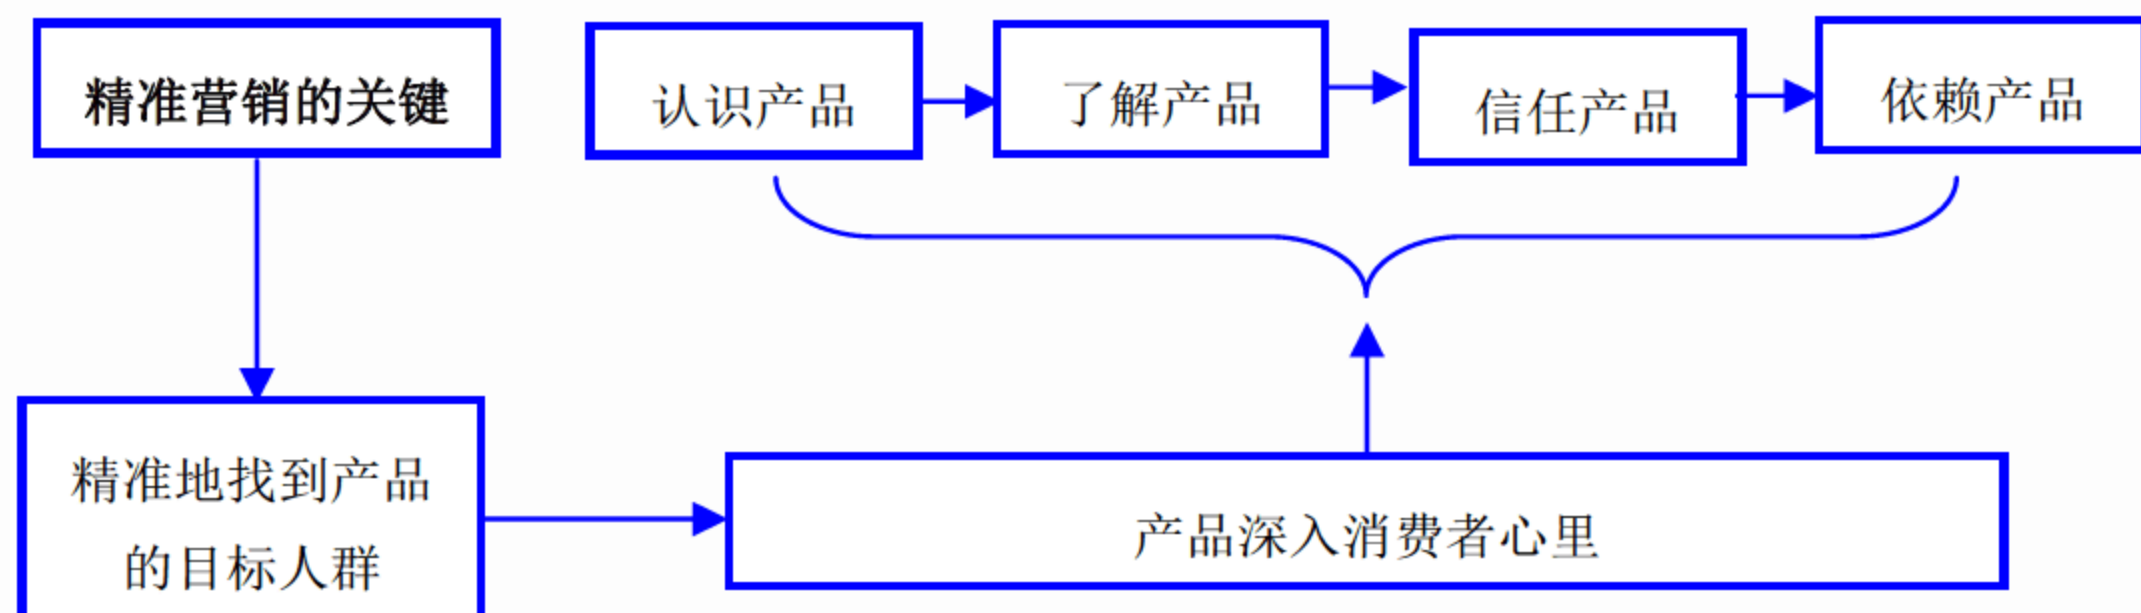 精准营销的关键
认识产品
了解产品
信任产品
依赖产品
精准地找到产品
的目标人群
产品深入消费者心里